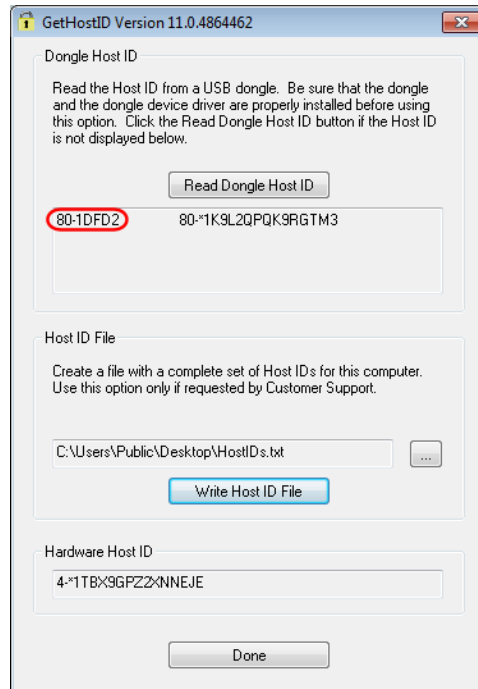 GetHostID Version 11.0.4864462
Dongle Host ID
Read the Host ID from a USB dongle. Be sure that the dongle
and the dongle device driver are properly installed before using
this option. Click the Read Dongle Host ID button if the Host ID
is not displayed below.
Read Dongle Host ID
80-1DFD2 80-*1K9L2QPQK9RGTM3
Host ID File
Create a file with a complete set of Host IDs for this computer.
Use this option only if requested by Customer Support.
C:\Users\Public\Desktop\HostIDs.txt
...
Write Host ID File
Hardware Host ID
4-*1TBX9GPZ2XNNEJE
Done